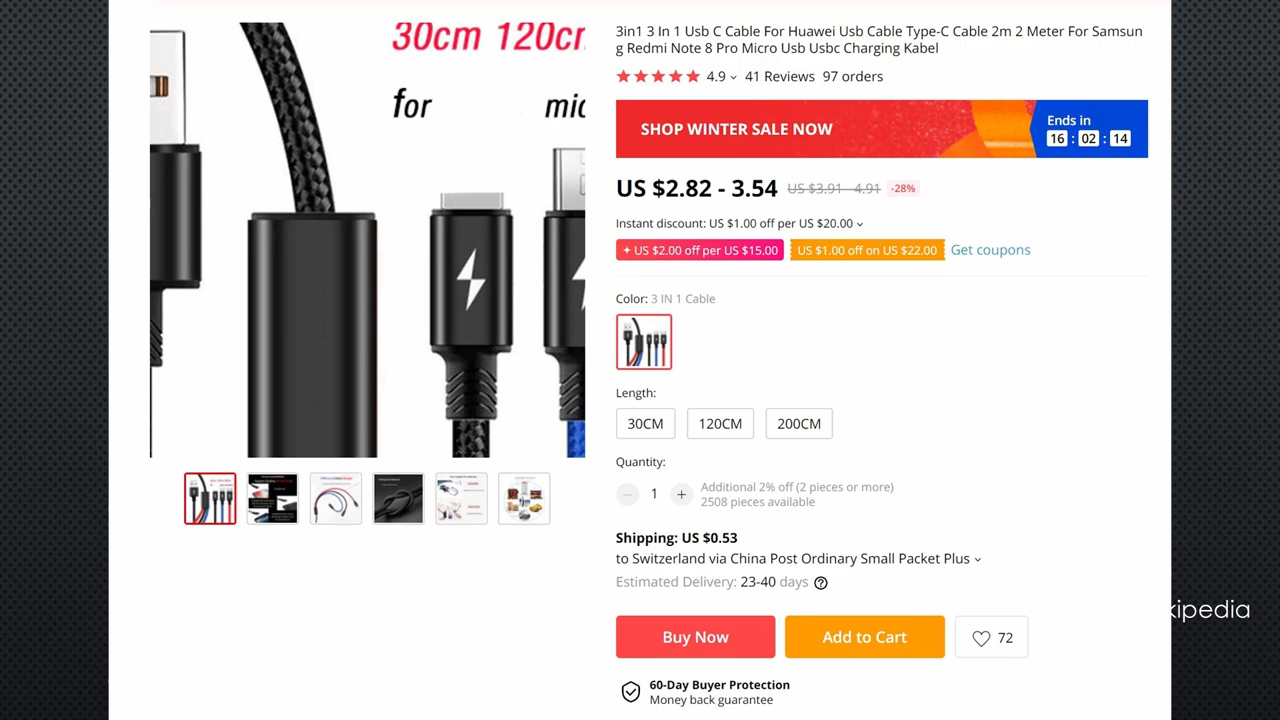 30cm 120c
for mic
3in1 3 In 1 Usb C Cable For Huawei Usb Cable Type-C Cable 2m 2 Meter For Samsun
g Redmi Note 8 Pro Micro Usb Usbc Charging Kabel
4.9 41 Reviews 97 orders
SHOP WINTER SALE NOW
Ends in
16 : 02 : 14
US $2.82 - 3.54 US $3.91 - 4.91 -28%
Instant discount: US $1.00 off per US $20.00
US $2.00 off per US $15.00 US $1.00 off on US $22.00 Get coupons
Color: 3 IN 1 Cable
Length:
30CM 120CM 200CM
Quantity:
1 + Additional 2% off (2 pieces or more)
2508 pieces available
Shipping: US $0.53
to Switzerland via China Post Ordinary Small Packet Plus
Estimated Delivery: 23-40 days ?
kipedia
Buy Now Add to Cart 72
60-Day Buyer Protection
Money back guarantee